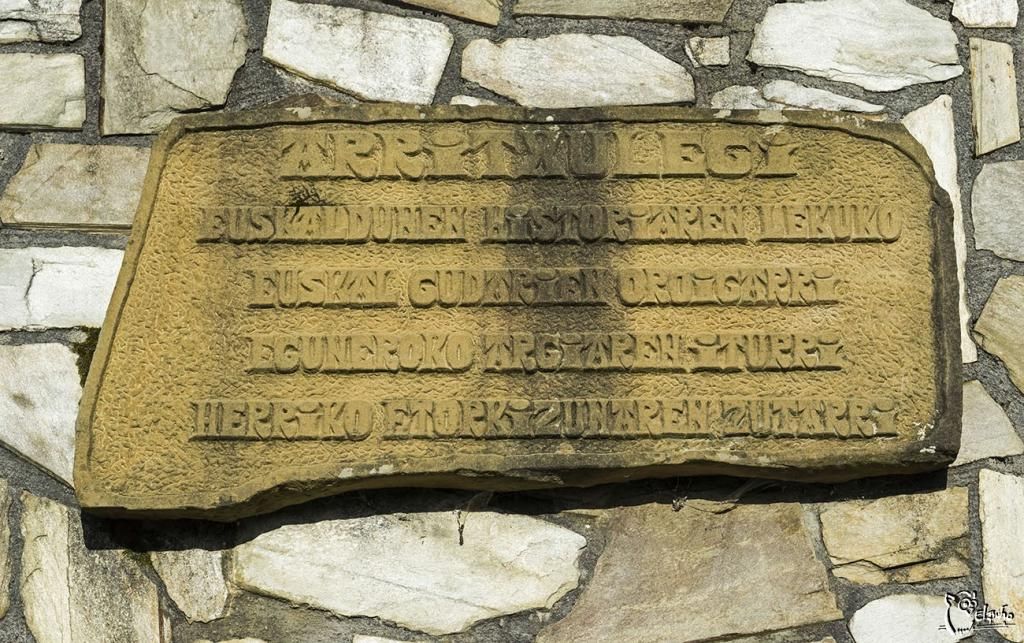 ARRiTXULEGi
EUSKALDUNEN HiSTORiAREN LEKUKO
EUSKAL GUDARiEN OROiGARRi
EGUNEROKO ARGiAREN iTURRi
HERRiKO ETORKiZUNAREN ZUTARRi